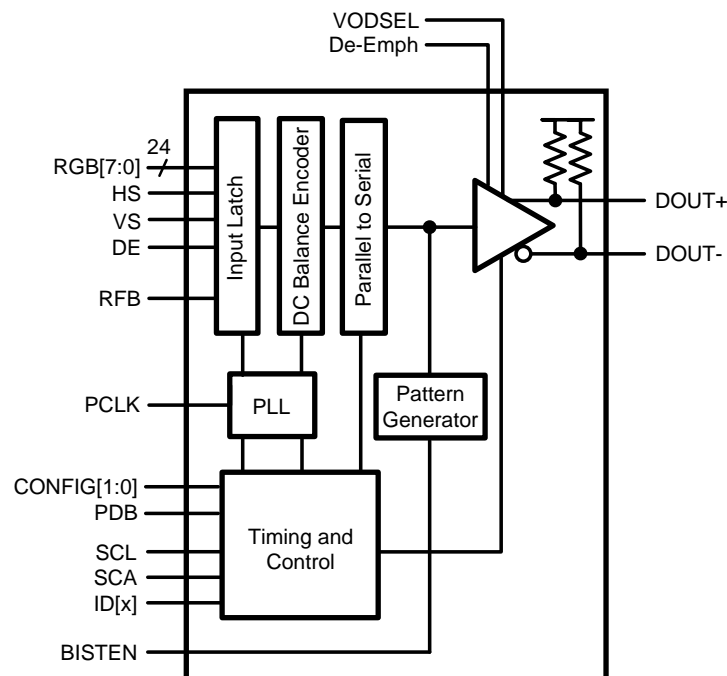 VODSEL
De-Emph
24
RGB[7:0]
HS
VS
DE
RFB
Input Latch
DC Balance Encoder
Parallel to Serial
DOUT+
DOUT-
PCLK
PLL
Pattern
Generator
CONFIG[1:0]
PDB
SCL
SCA
ID[x]
Timing and
Control
BISTEN